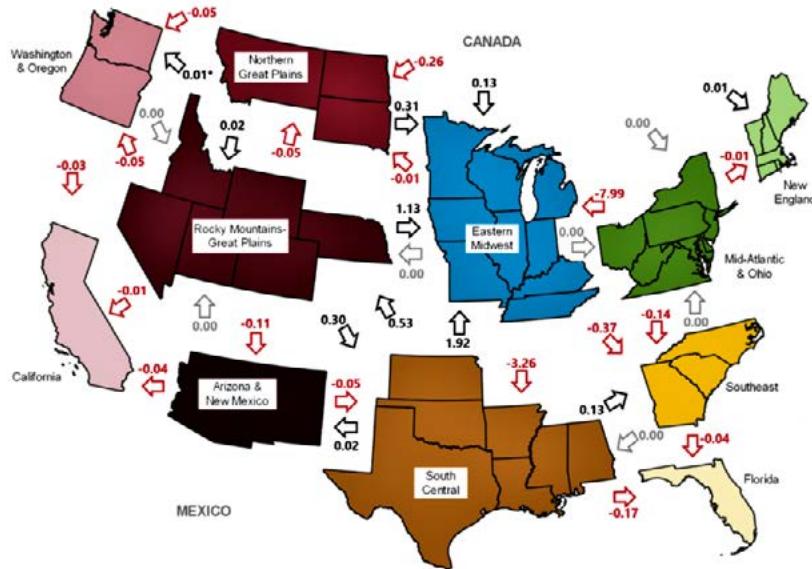 -0.05
CANADA
Washington
& Oregon
Northern
Great Plains
0.01*
-0.26
0.13
0.31
0.01
0.00
0.00
0.02
-0.05
-0.05
-0.01
-0.01
New
England
-0.03
-7.99
1.13
Rocky Mountains-
Great Plains
Eastern
Midwest
0.00
0.00
Mid-Atlantic
& Ohio
-0.01
0.00
0.53
0.30
-0.11
1.92
-0.37
-0.14
0.00
California
-0.04
Arizona &
New Mexico
-0.05
-3.26
0.02
0.13
Southeast
0.00
-0.04
South
Central
Florida
MEXICO
-0.17